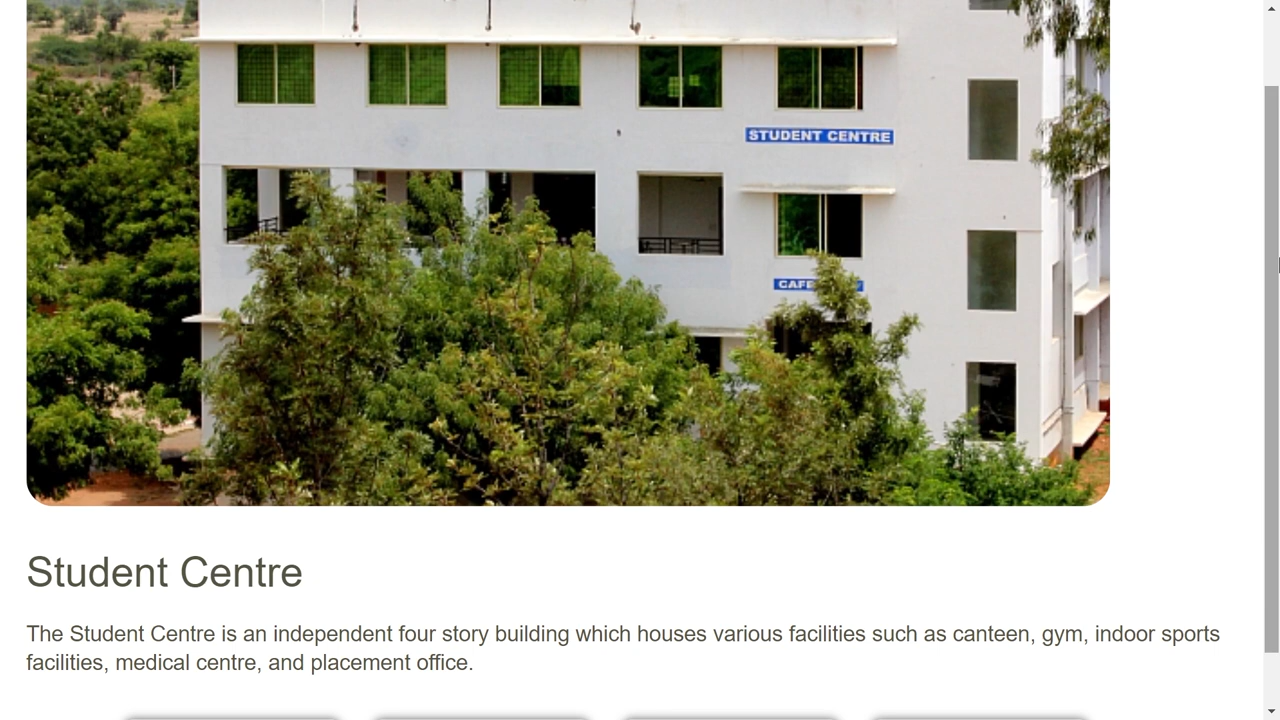 STUDENT CENTRE
Student Centre
The Student Centre is an independent four story building which houses various facilities such as canteen, gym, indoor sports
facilities, medical centre, and placement office.